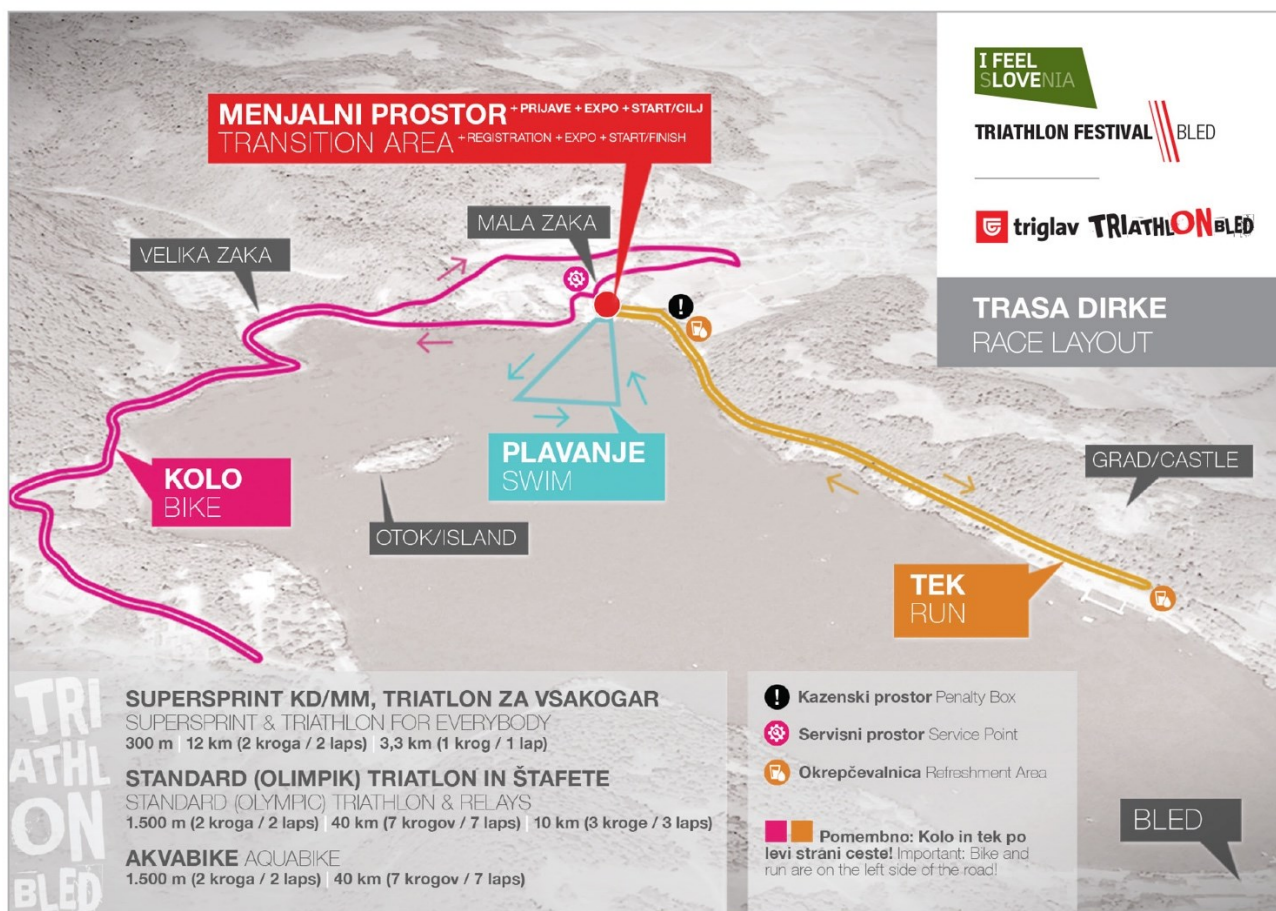 I FEEL
SLOVENIA
TRIATHLON FESTIVAL BLED
triglav TRIATHLON BLED
TRASA DIRKE
RACE LAYOUT
MENJALNI PROSTOR + PRIJAVE + EXPO + START/CILJ
TRANSITION AREA + REGISTRATION + EXPO + START/FINISH
MALA ZAKA
VELIKA ZAKA
KOLO
BIKE
PLAVANJE
SWIM
OTOK/ISLAND
GRAD/CASTLE
TEK
RUN
TRI
ATHL
ON
BLED
SUPERSPRINT KD/MM, TRIATLON ZA VSAKOGAR
SUPERSPRINT & TRIATHLON FOR EVERYBODY
300 m | 12 km (2 kroga / 2 laps) | 3,3 km (1 krog / 1 lap)
STANDARD (OLIMPIK) TRIATLON IN ŠTAFETE
STANDARD (OLYMPIC) TRIATHLON & RELAYS
1.500 m (2 kroga / 2 laps) | 40 km (7 krogov / 7 laps) | 10 km (3 kroge / 3 laps)
AKVABIKE AQUABIKE
1.500 m (2 kroga / 2 laps) | 40 km (7 krogov / 7 laps)
! Kazenski prostor Penalty Box
Servisni prostor Service Point
Okrepčevalnica Refreshment Area
Pomembno: Kolo in tek po
levi strani ceste! Important: Bike and
run are on the left side of the road!
BLED